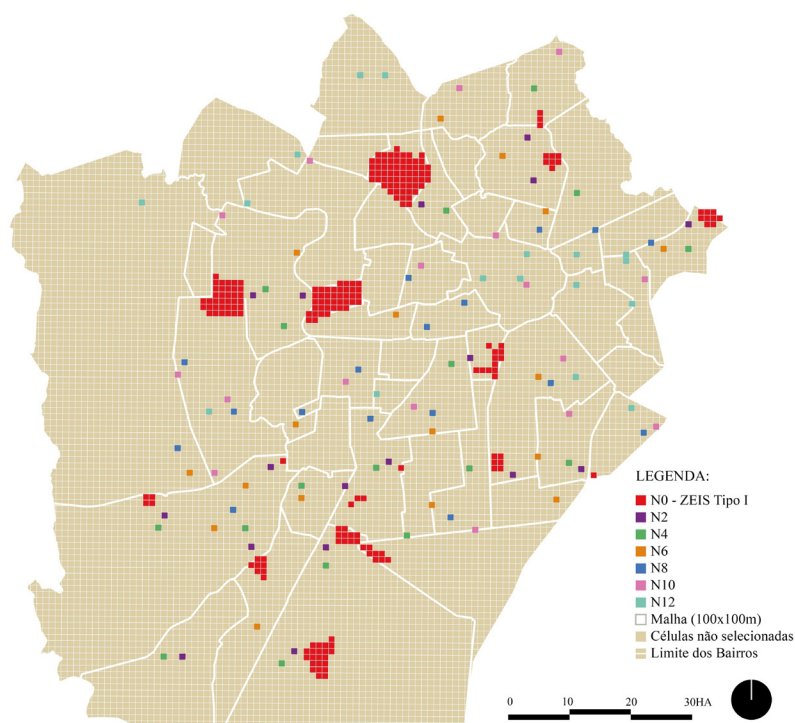 LEGENDA:
N0 - ZEIS Tipo I
N2
N4
N6
N8
N10
N12
Malha (100x100m)
Células não selecionadas
Limite dos Bairros
0 10 20 30HA